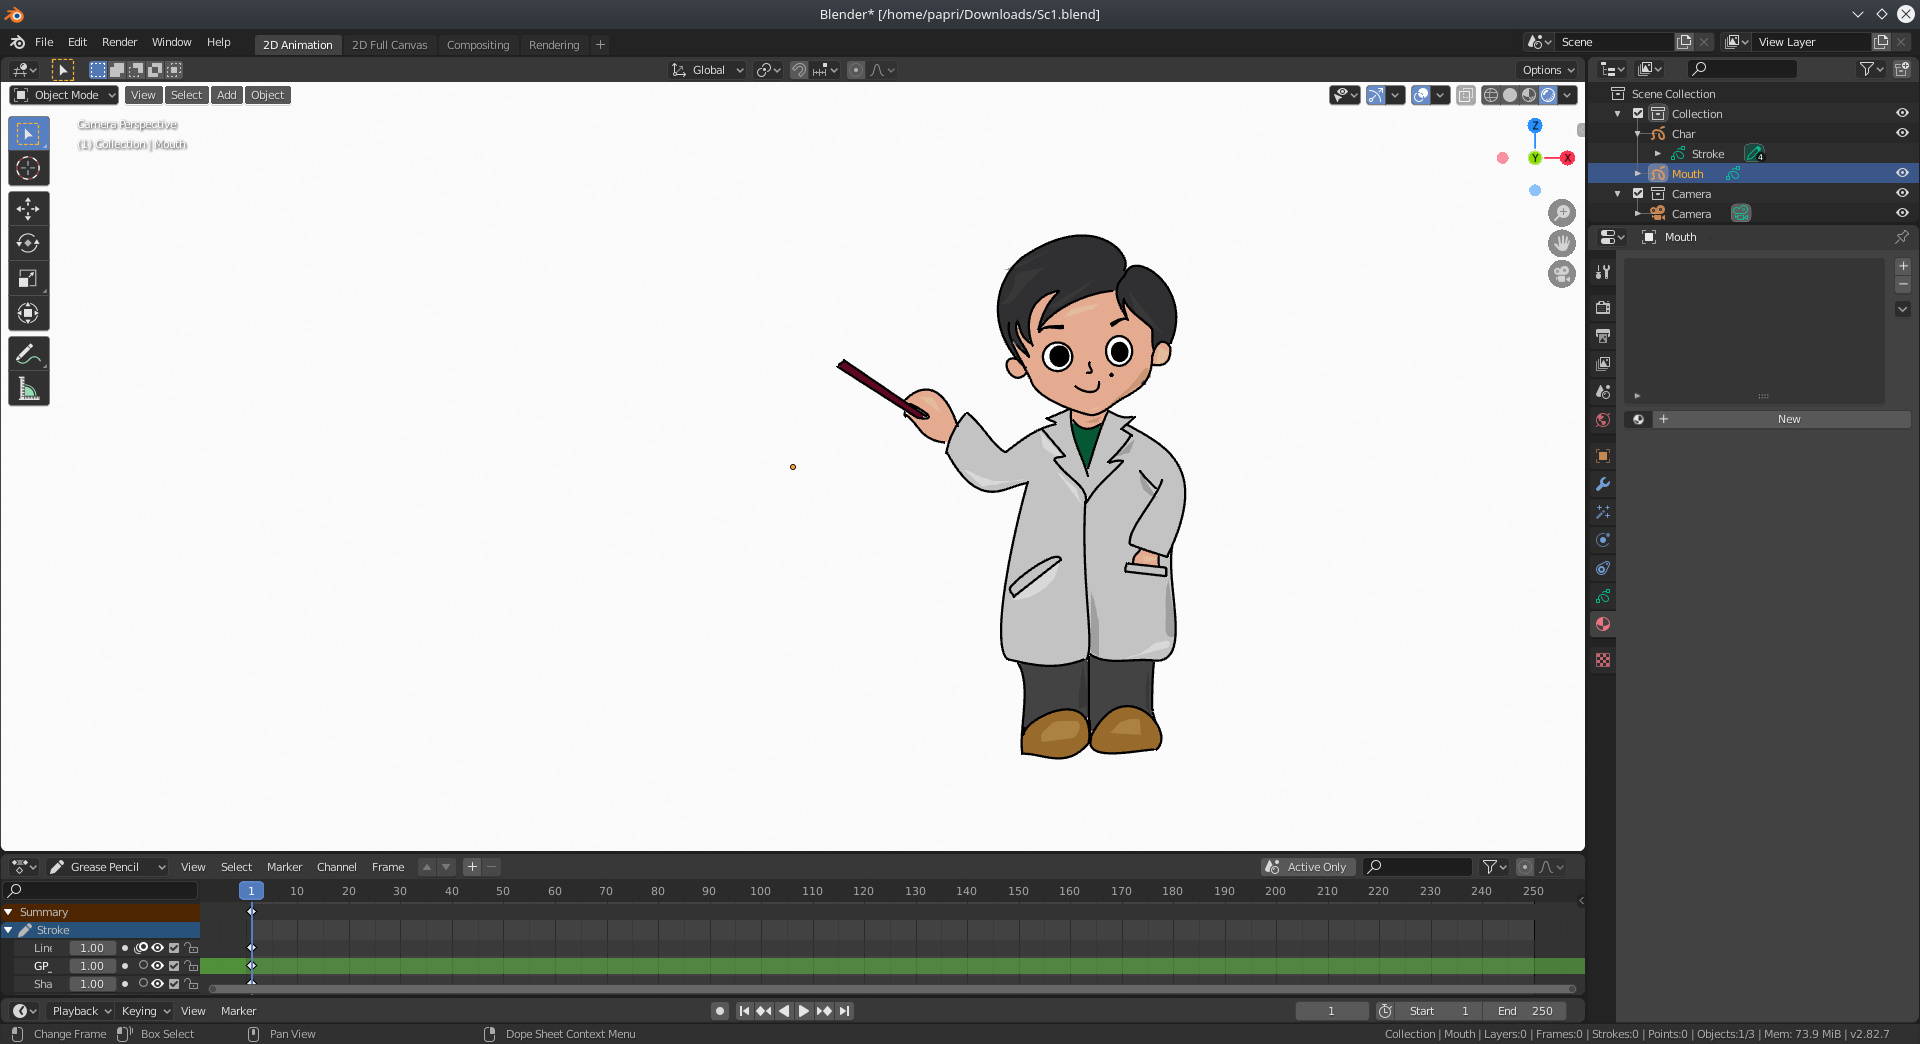 Blender* [/home/papri/Downloads/Sc1.blend]
File Edit Render Window Help 2D Animation 2D Full Canvas Compositing Rendering + Scene View Layer
Global Options
Object Mode View Select Add Object
Camera Perspective
(1) Collection | Mouth
Z
Y X
Scene Collection
Collection
Char
Stroke 4
Mouth
Camera
Camera
Mouth
New
Grease Pencil View Select Marker Channel Frame Active Only
1 10 20 30 40 50 60 70 80 90 100 110 120 130 140 150 160 170 180 190 200 210 220 230 240 250
Summary
Stroke
Line 1.00
GP_ 1.00
Sha 1.00
Playback Keying View Marker 1 Start 1 End 250
Change Frame Box Select Pan View Dope Sheet Context Menu Collection | Mouth | Layers:0 | Frames:0 | Strokes:0 | Points:0 | Objects:1/3 | Mem: 73.9 MiB | v2.82.7